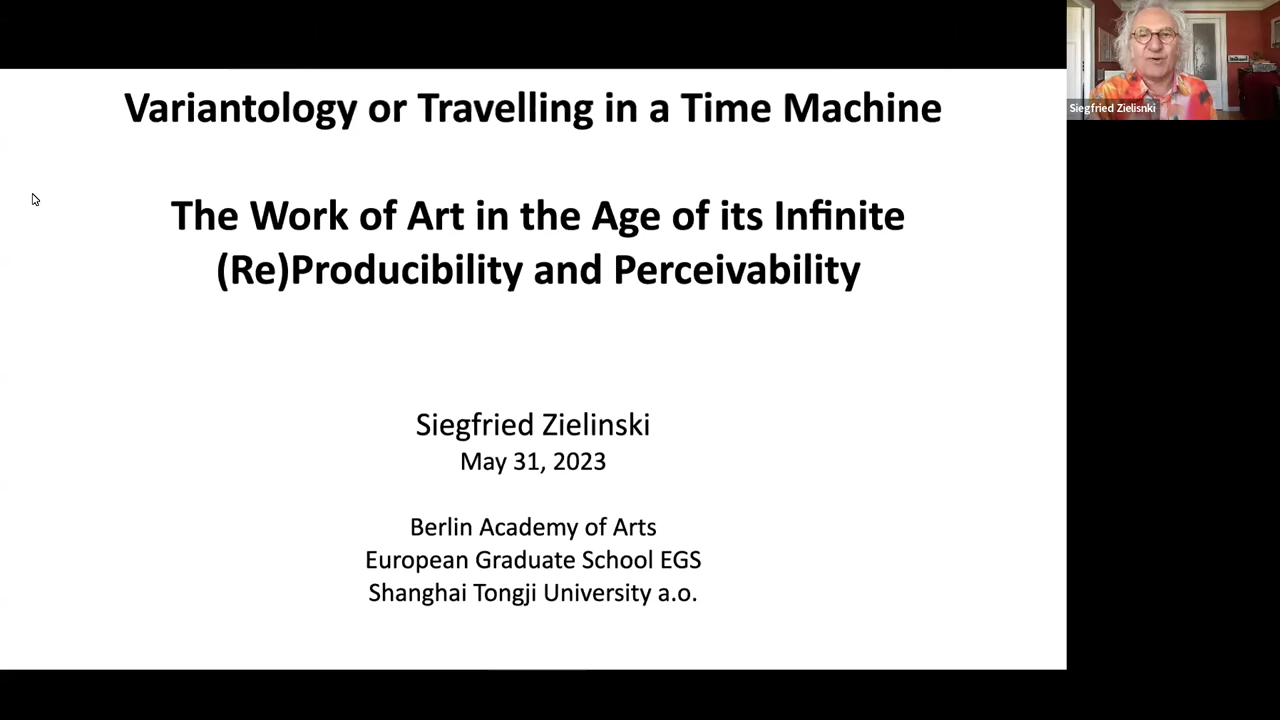 Variantology or Travelling in a Time Machine
The Work of Art in the Age of its Infinite
(Re)Producibility and Perceivability
Siegfried Zielinski
May 31, 2023
Berlin Academy of Arts
European Graduate School EGS
Shanghai Tongji University a.o.
Siegfried Zielisnki